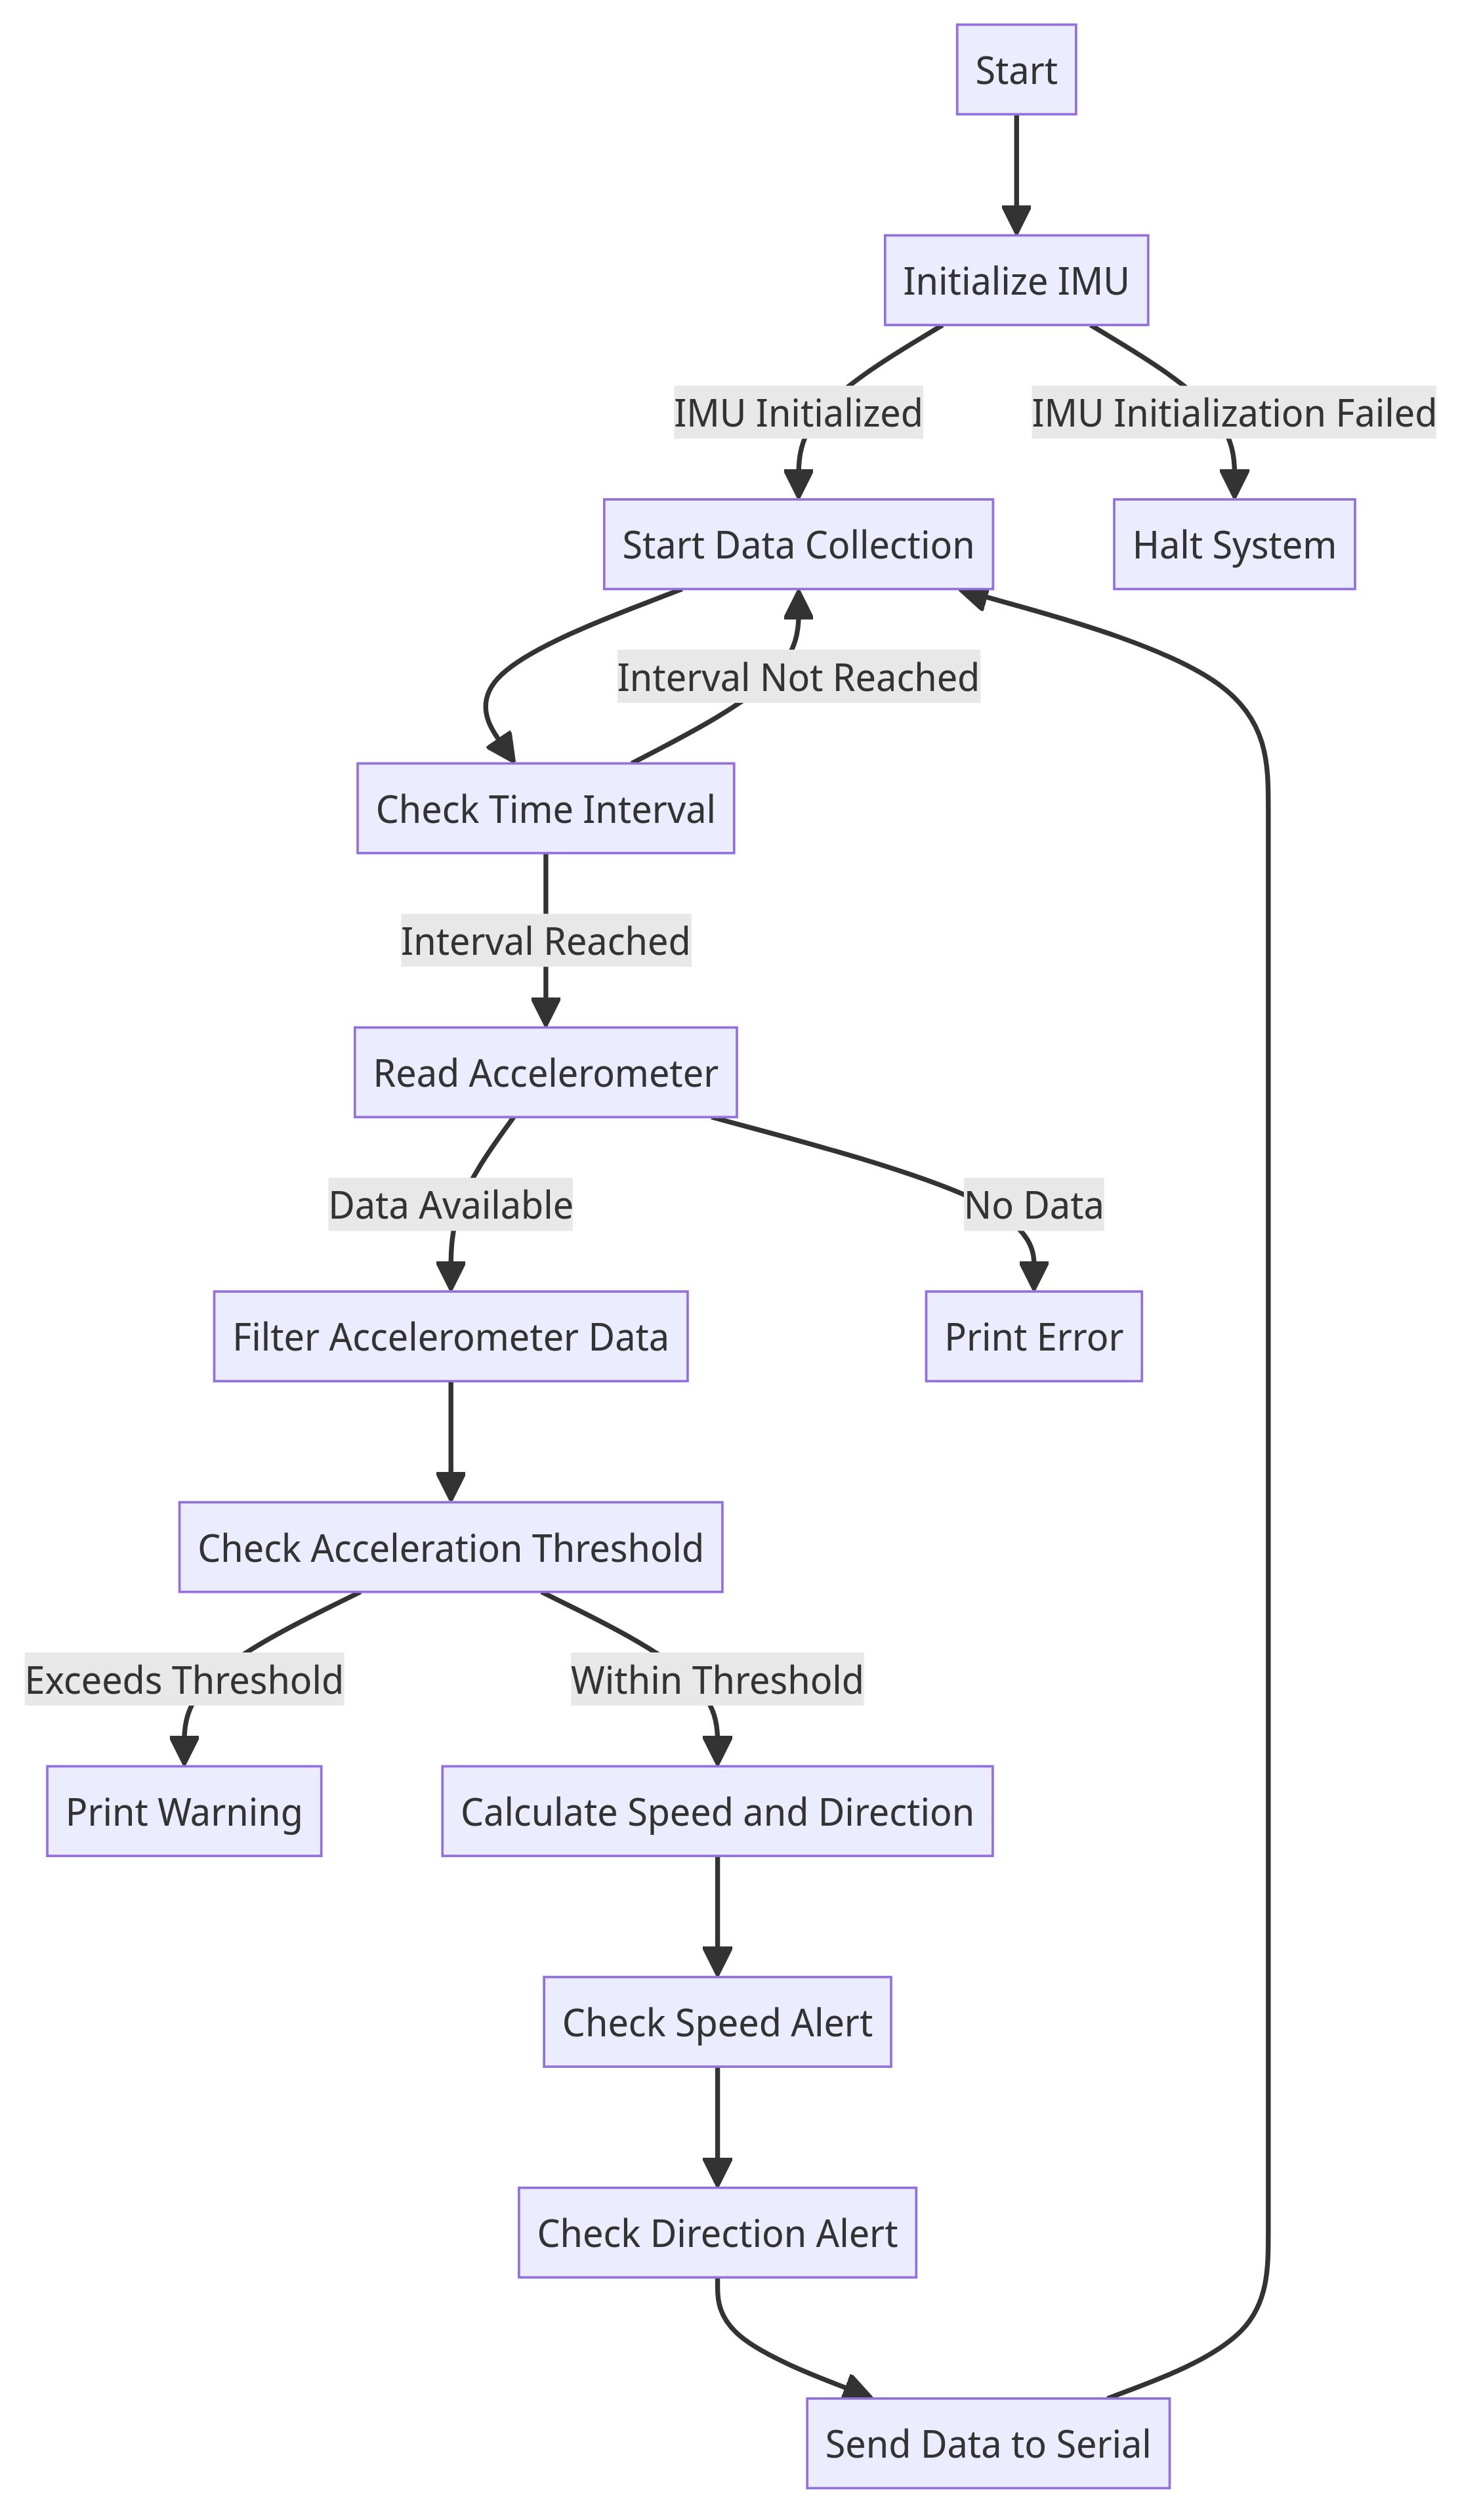 Start
Initialize IMU
IMU Initialized
IMU Initialization Failed
Start Data Collection
Halt System
Interval Not Reached
Check Time Interval
Interval Reached
Read Accelerometer
Data Available
No Data
Filter Accelerometer Data
Print Error
Check Acceleration Threshold
Exceeds Threshold
Within Threshold
Print Warning
Calculate Speed and Direction
Check Speed Alert
Check Direction Alert
Send Data to Serial